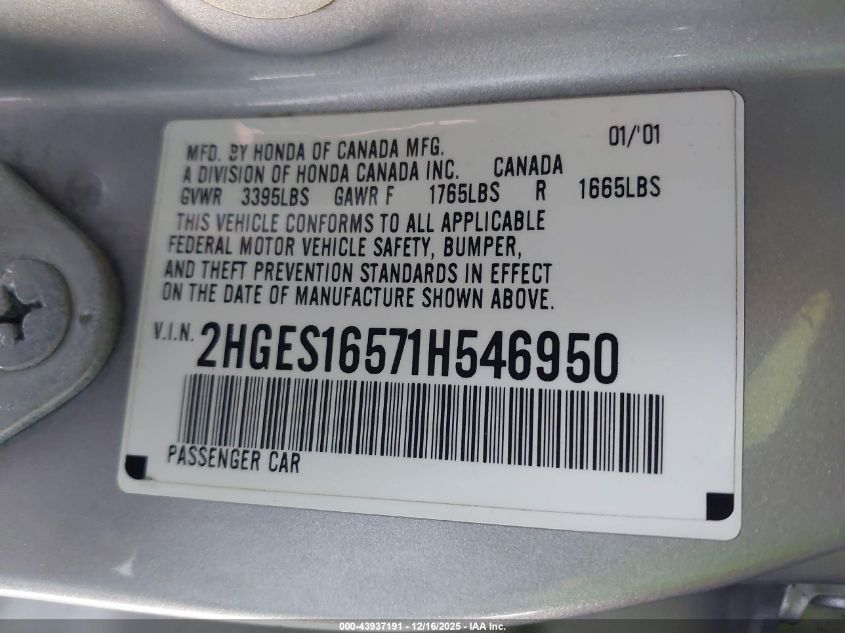 MFD. BY HONDA OF CANADA MFG. 01/'01
A DIVISION OF HONDA CANADA INC. CANADA
GVWR 3395LBS GAWR F 1765LBS R 1665LBS
THIS VEHICLE CONFORMS TO ALL APPLICABLE
FEDERAL MOTOR VEHICLE SAFETY, BUMPER,
AND THEFT PREVENTION STANDARDS IN EFFECT
ON THE DATE OF MANUFACTURE SHOWN ABOVE.
V.I.N. 2HGES16571H546950
PASSENGER CAR
000-43937191 - 12/16/2025 - IAA Inc.